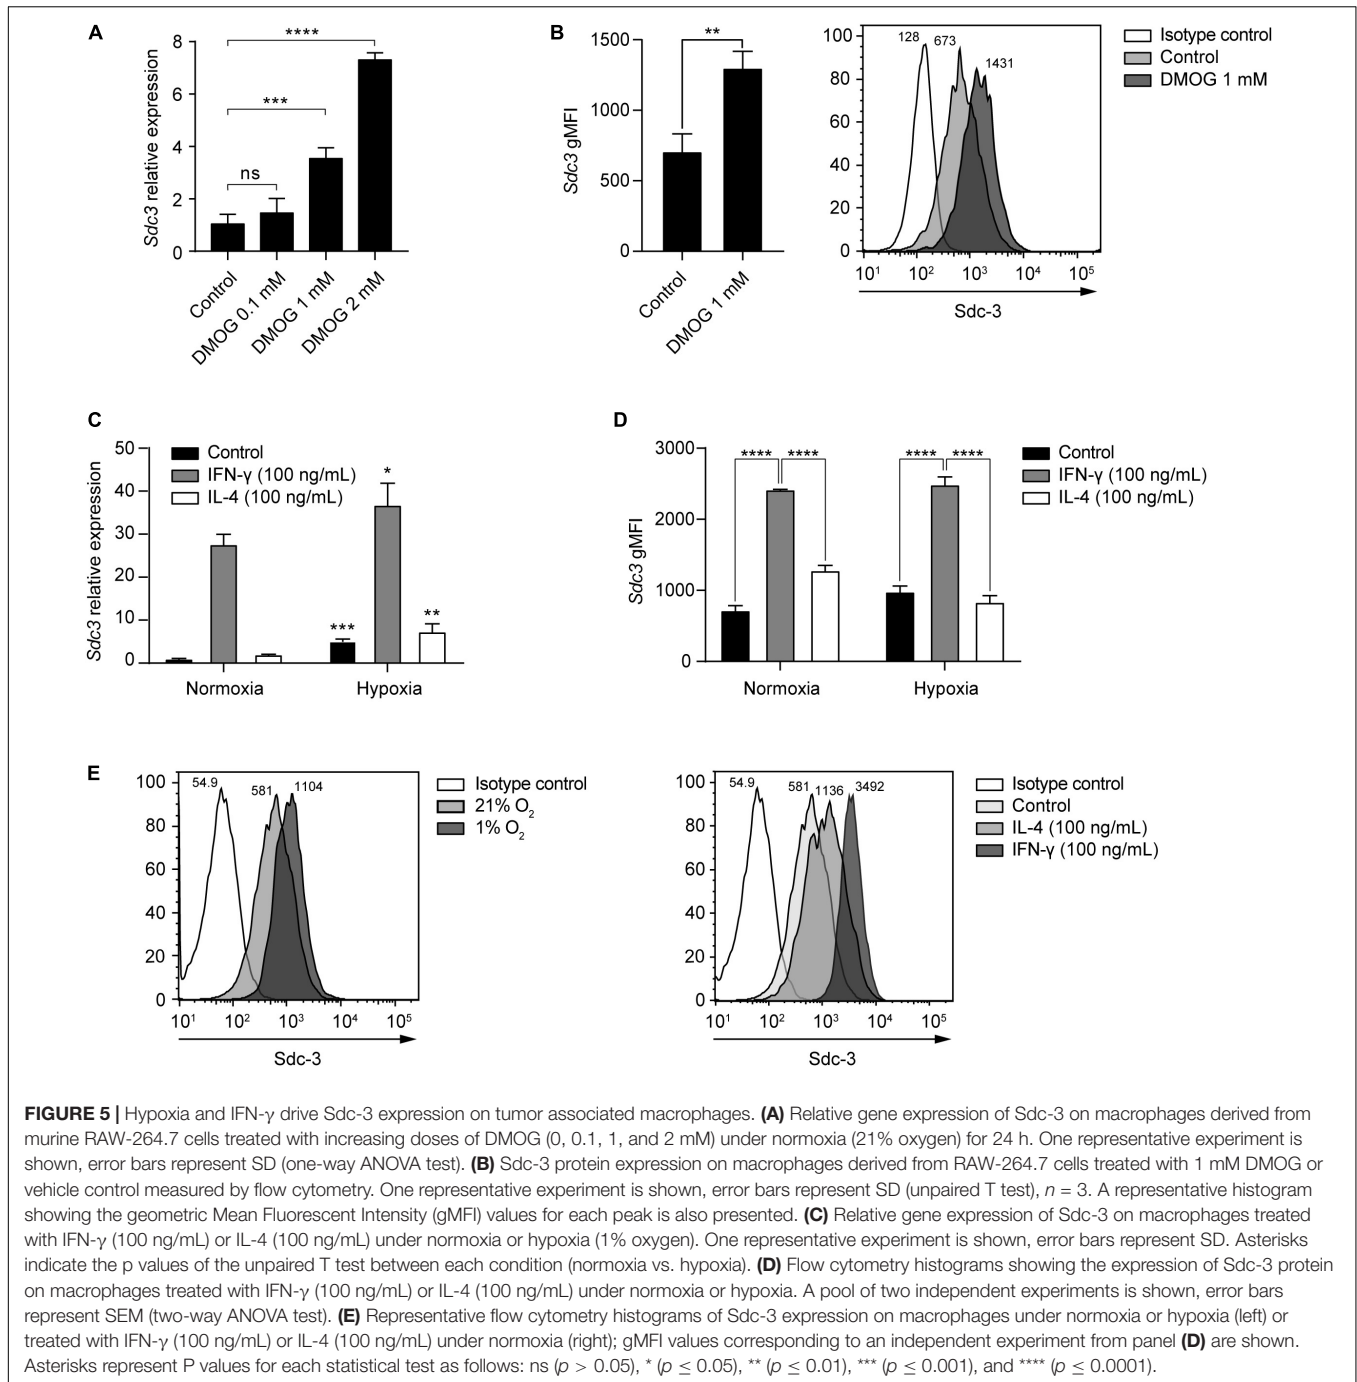 A
Sdc3 relative expression
8
6
4
2
0
****
***
ns
Control
DMOG 0.1 mM
DMOG 1 mM
DMOG 2 mM
B
Sdc3 gMFI
1500
1000
500
0
**
Control
DMOG 1 mM
100
80
60
40
20
0
128
673
1431
10¹ 10² 10³ 10⁴ 10⁵
Sdc-3
Isotype control
Control
DMOG 1 mM
C
Sdc3 relative expression
50
40
30
20
10
0
Control
IFN-γ (100 ng/mL)
IL-4 (100 ng/mL)
***
*
**
Normoxia
Hypoxia
D
Sdc3 gMFI
3000
2000
1000
0
**** ****
**** ****
Normoxia
Hypoxia
Control
IFN-γ (100 ng/mL)
IL-4 (100 ng/mL)
E
100
80
60
40
20
0
54.9
581
1104
10¹ 10² 10³ 10⁴ 10⁵
Sdc-3
Isotype control
21% O₂
1% O₂
100
80
60
40
20
0
54.9
581
1136
3492
10¹ 10² 10³ 10⁴ 10⁵
Sdc-3
Isotype control
Control
IL-4 (100 ng/mL)
IFN-γ (100 ng/mL)
FIGURE 5 | Hypoxia and IFN-γ drive Sdc-3 expression on tumor associated macrophages. (A) Relative gene expression of Sdc-3 on macrophages derived from
murine RAW-264.7 cells treated with increasing doses of DMOG (0, 0.1, 1, and 2 mM) under normoxia (21% oxygen) for 24 h. One representative experiment is
shown, error bars represent SD (one-way ANOVA test). (B) Sdc-3 protein expression on macrophages derived from RAW-264.7 cells treated with 1 mM DMOG or
vehicle control measured by flow cytometry. One representative experiment is shown, error bars represent SD (unpaired T test), n = 3. A representative histogram
showing the geometric Mean Fluorescent Intensity (gMFI) values for each peak is also presented. (C) Relative gene expression of Sdc-3 on macrophages treated
with IFN-γ (100 ng/mL) or IL-4 (100 ng/mL) under normoxia or hypoxia (1% oxygen). One representative experiment is shown, error bars represent SD. Asterisks
indicate the p values of the unpaired T test between each condition (normoxia vs. hypoxia). (D) Flow cytometry histograms showing the expression of Sdc-3 protein
on macrophages treated with IFN-γ (100 ng/mL) or IL-4 (100 ng/mL) under normoxia or hypoxia. A pool of two independent experiments is shown, error bars
represent SEM (two-way ANOVA test). (E) Representative flow cytometry histograms of Sdc-3 expression on macrophages under normoxia or hypoxia (left) or
treated with IFN-γ (100 ng/mL) or IL-4 (100 ng/mL) under normoxia (right); gMFI values corresponding to an independent experiment from panel (D) are shown.
Asterisks represent P values for each statistical test as follows: ns (p > 0.05), * (p ≤ 0.05), ** (p ≤ 0.01), *** (p ≤ 0.001), and **** (p ≤ 0.0001).